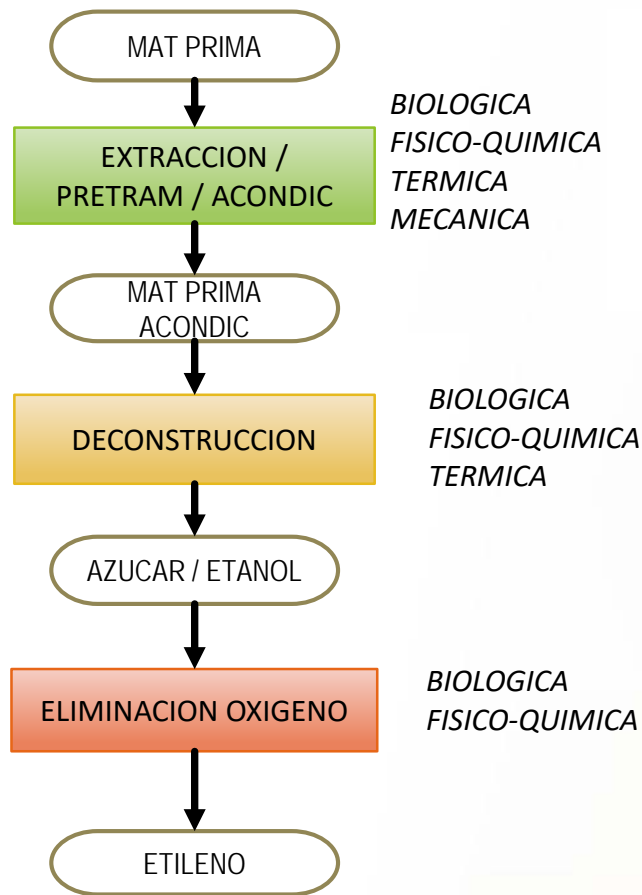 MAT PRIMA
EXTRACCION /
PRETRAM / ACONDIC
BIOLOGICA
FISICO-QUIMICA
TERMICA
MECANICA
MAT PRIMA
ACONDIC
DECONSTRUCCION
BIOLOGICA
FISICO-QUIMICA
TERMICA
AZUCAR / ETANOL
ELIMINACION OXIGENO
BIOLOGICA
FISICO-QUIMICA
ETILENO